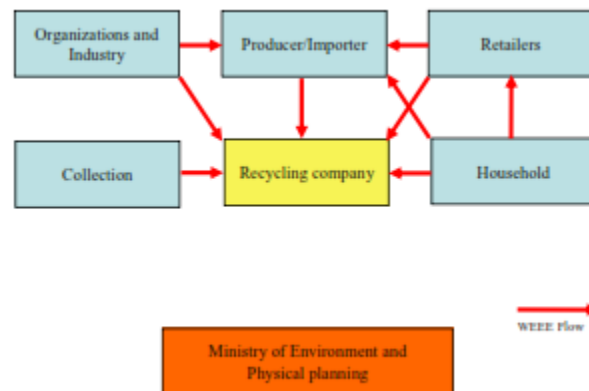 Organizations and
Industry
Producer/Importer
Retailers
Collection
Recycling company
Household
WEEE Flow
Ministry of Environment and
Physical planning